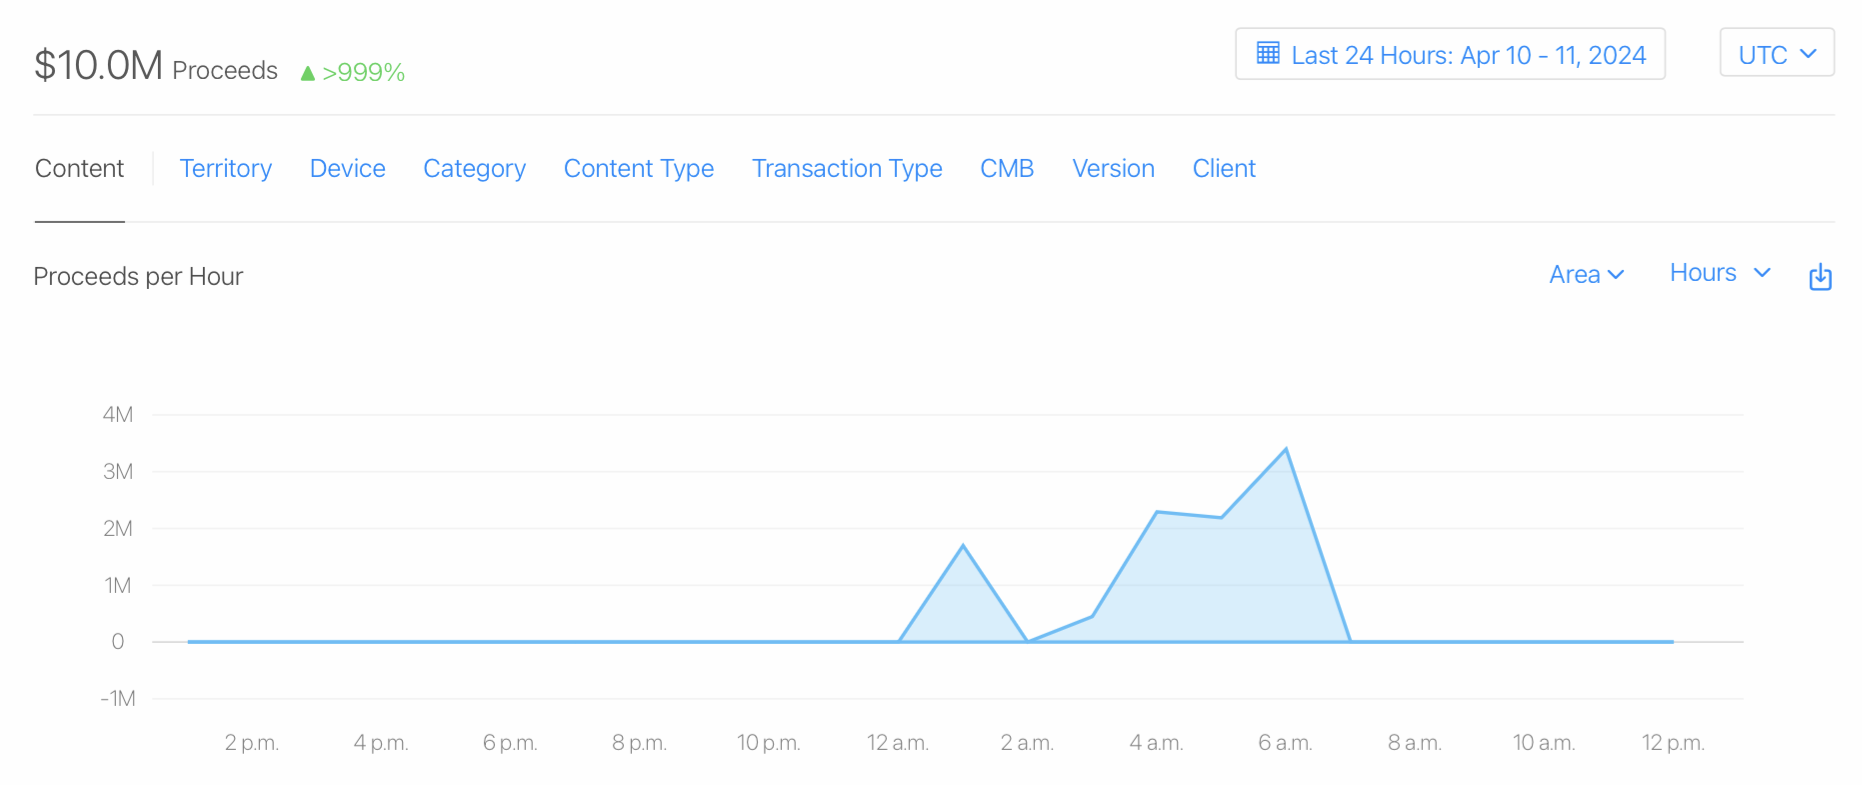 $10.0M Proceeds ▲ >999%
Last 24 Hours: Apr 10 - 11, 2024
UTC
Content Territory Device Category Content Type Transaction Type CMB Version Client
Proceeds per Hour
Area Hours
4M
3M
2M
1M
0
-1M
2 p.m. 4 p.m. 6 p.m. 8 p.m. 10 p.m. 12 a.m. 2 a.m. 4 a.m. 6 a.m. 8 a.m. 10 a.m. 12 p.m.